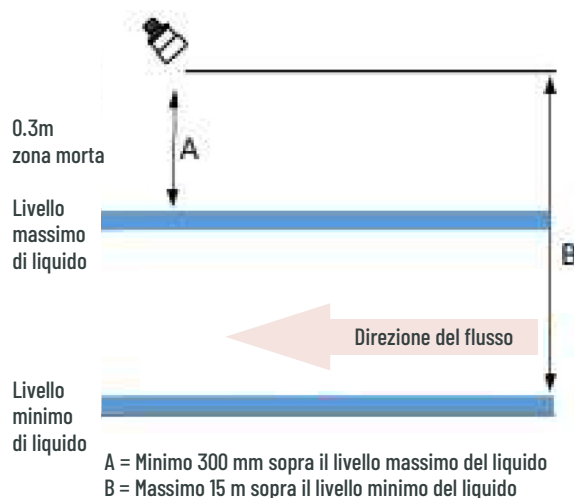 0.3m
zona morta
A
Livello
massimo
di liquido
B
Direzione del flusso
Livello
minimo
di liquido
A = Minimo 300 mm sopra il livello massimo del liquido
B = Massimo 15 m sopra il livello minimo del liquido